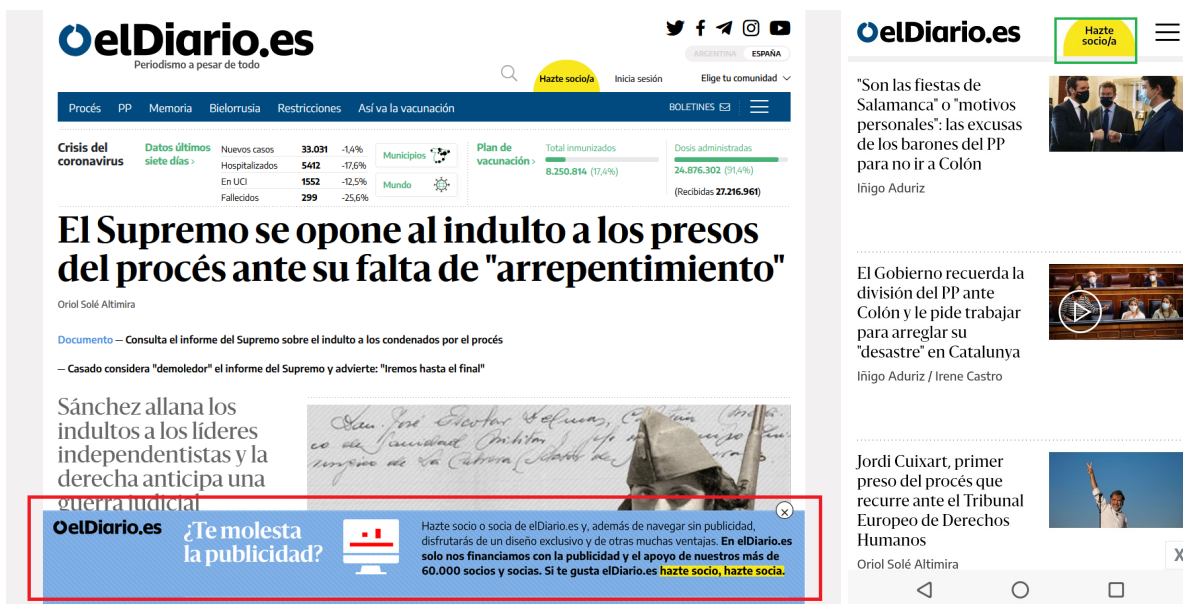 elDiario.es
Periodismo a pesar de todo
ARGENTINA ESPAÑA
Hazte socio/a Inicia sesión Elige tu comunidad
Procés PP Memoria Bielorrusia Restricciones Así va la vacunación BOLETINES
Crisis del
coronavirus
Datos últimos
siete días ›
Nuevos casos 33.031 -1,4%
Hospitalizados 5412 -17,6%
En UCI 1552 -12,5%
Fallecidos 299 -25,6%
Municipios
Mundo
Plan de
vacunación ›
Total inmunizados
8.250.814 (17,4%)
Dosis administradas
24.876.302 (91,4%)
(Recibidas 27.216.961)
El Supremo se opone al indulto a los presos
del procés ante su falta de "arrepentimiento"
Oriol Solé Altimira
Documento — Consulta el informe del Supremo sobre el indulto a los condenados por el procés
— Casado considera "demoledor" el informe del Supremo y advierte: "Iremos hasta el final"
Sánchez allana los
indultos a los líderes
independentistas y la
derecha anticipa una
guerra judicial
elDiario.es
¿Te molesta
la publicidad?
Hazte socio o socia de elDiario.es y, además de navegar sin publicidad,
disfrutarás de un diseño exclusivo y de otras muchas ventajas. En elDiario.es
solo nos financiamos con la publicidad y el apoyo de nuestros más de
60.000 socios y socias. Si te gusta elDiario.es hazte socio, hazte socia.
x
elDiario.es
Hazte
socio/a
"Son las fiestas de
Salamanca" o "motivos
personales": las excusas
de los barones del PP
para no ir a Colón
Iñigo Aduriz
El Gobierno recuerda la
división del PP ante
Colón y le pide trabajar
para arreglar su
"desastre" en Catalunya
Iñigo Aduriz / Irene Castro
Jordi Cuixart, primer
preso del procés que
recurre ante el Tribunal
Europeo de Derechos
Humanos
Oriol Solé Altimira
X